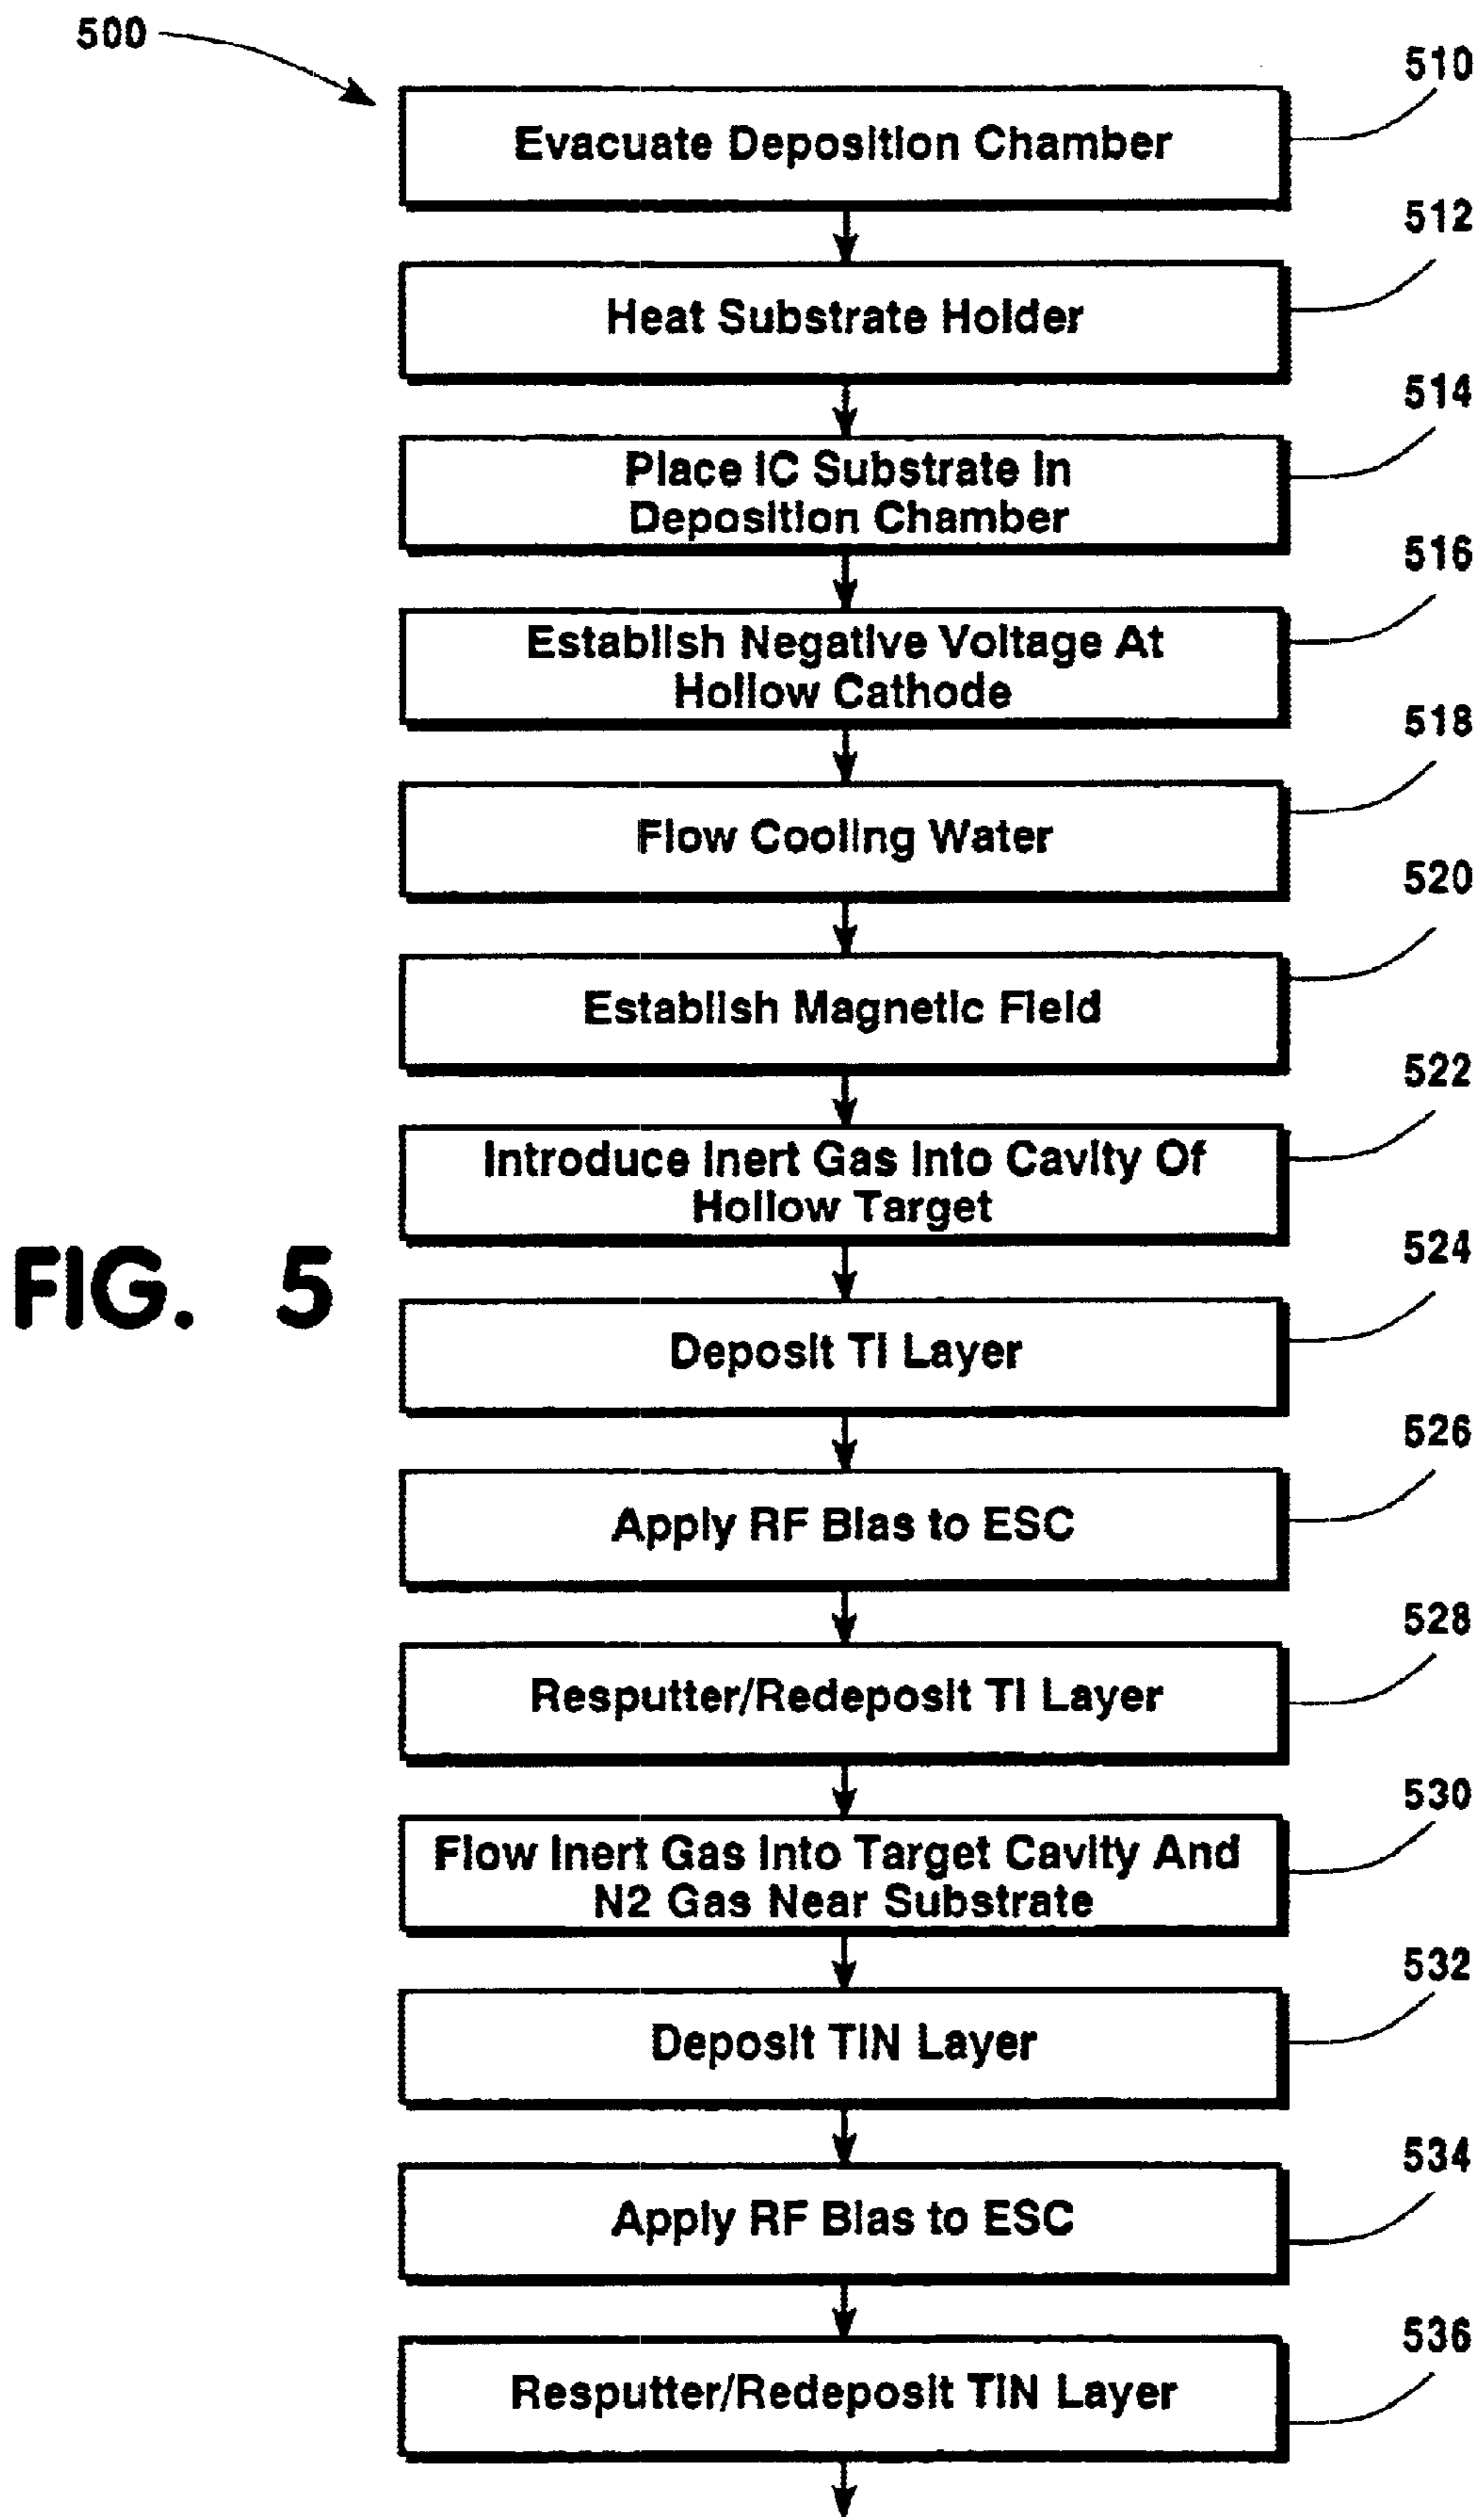 500
510
Evacuate Deposition Chamber
512
Heat Substrate Holder
514
Place IC Substrate In
Deposition Chamber
516
Establish Negative Voltage At
Hollow Cathode
518
Flow Cooling Water
520
Establish Magnetic Field
522
Introduce Inert Gas Into Cavity Of
Hollow Target
524
FIG. 5
Deposit Ti Layer
526
Apply RF Bias to ESC
528
Resputter/Redeposit Ti Layer
530
Flow Inert Gas Into Target Cavity And
N2 Gas Near Substrate
532
Deposit TiN Layer
534
Apply RF Bias to ESC
536
Resputter/Redeposit TiN Layer